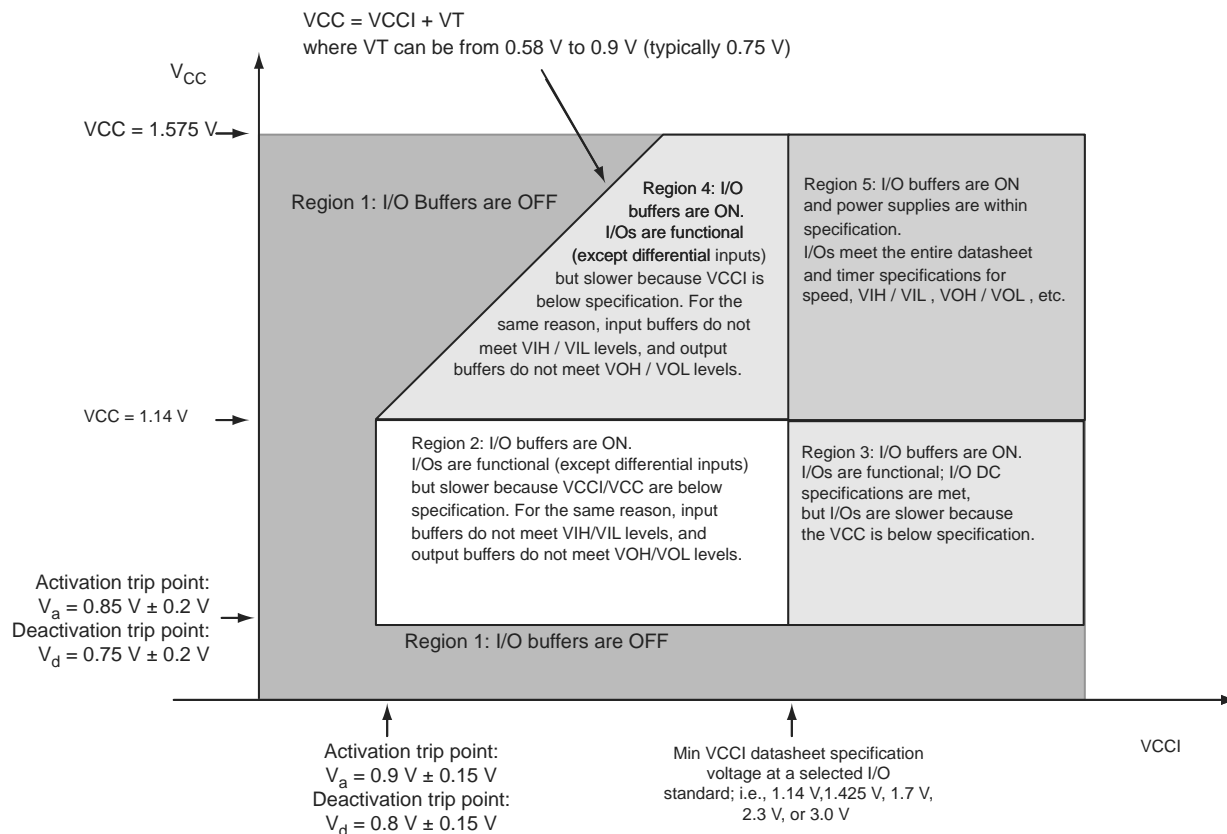 VCC = VCCI + VT
where VT can be from 0.58 V to 0.9 V (typically 0.75 V)
VCC
VCC = 1.575 V
Region 1: I/O Buffers are OFF
Region 4: I/O
buffers are ON.
I/Os are functional
(except differential inputs)
but slower because VCCI is
below specification. For the
same reason, input buffers do not
meet VIH / VIL levels, and output
buffers do not meet VOH / VOL levels.
Region 5: I/O buffers are ON
and power supplies are within
specification.
I/Os meet the entire datasheet
and timer specifications for
speed, VIH / VIL , VOH / VOL , etc.
VCC = 1.14 V
Region 2: I/O buffers are ON.
I/Os are functional (except differential inputs)
but slower because VCCI/VCC are below
specification. For the same reason, input
buffers do not meet VIH/VIL levels, and
output buffers do not meet VOH/VOL levels.
Region 3: I/O buffers are ON.
I/Os are functional; I/O DC
specifications are met,
but I/Os are slower because
the VCC is below specification.
Activation trip point:
Va = 0.85 V ± 0.2 V
Deactivation trip point:
Vd = 0.75 V ± 0.2 V
Region 1: I/O buffers are OFF
VCCI
Activation trip point:
Va = 0.9 V ± 0.15 V
Deactivation trip point:
Vd = 0.8 V ± 0.15 V
Min VCCI datasheet specification
voltage at a selected I/O
standard; i.e., 1.14 V,1.425 V, 1.7 V,
2.3 V, or 3.0 V